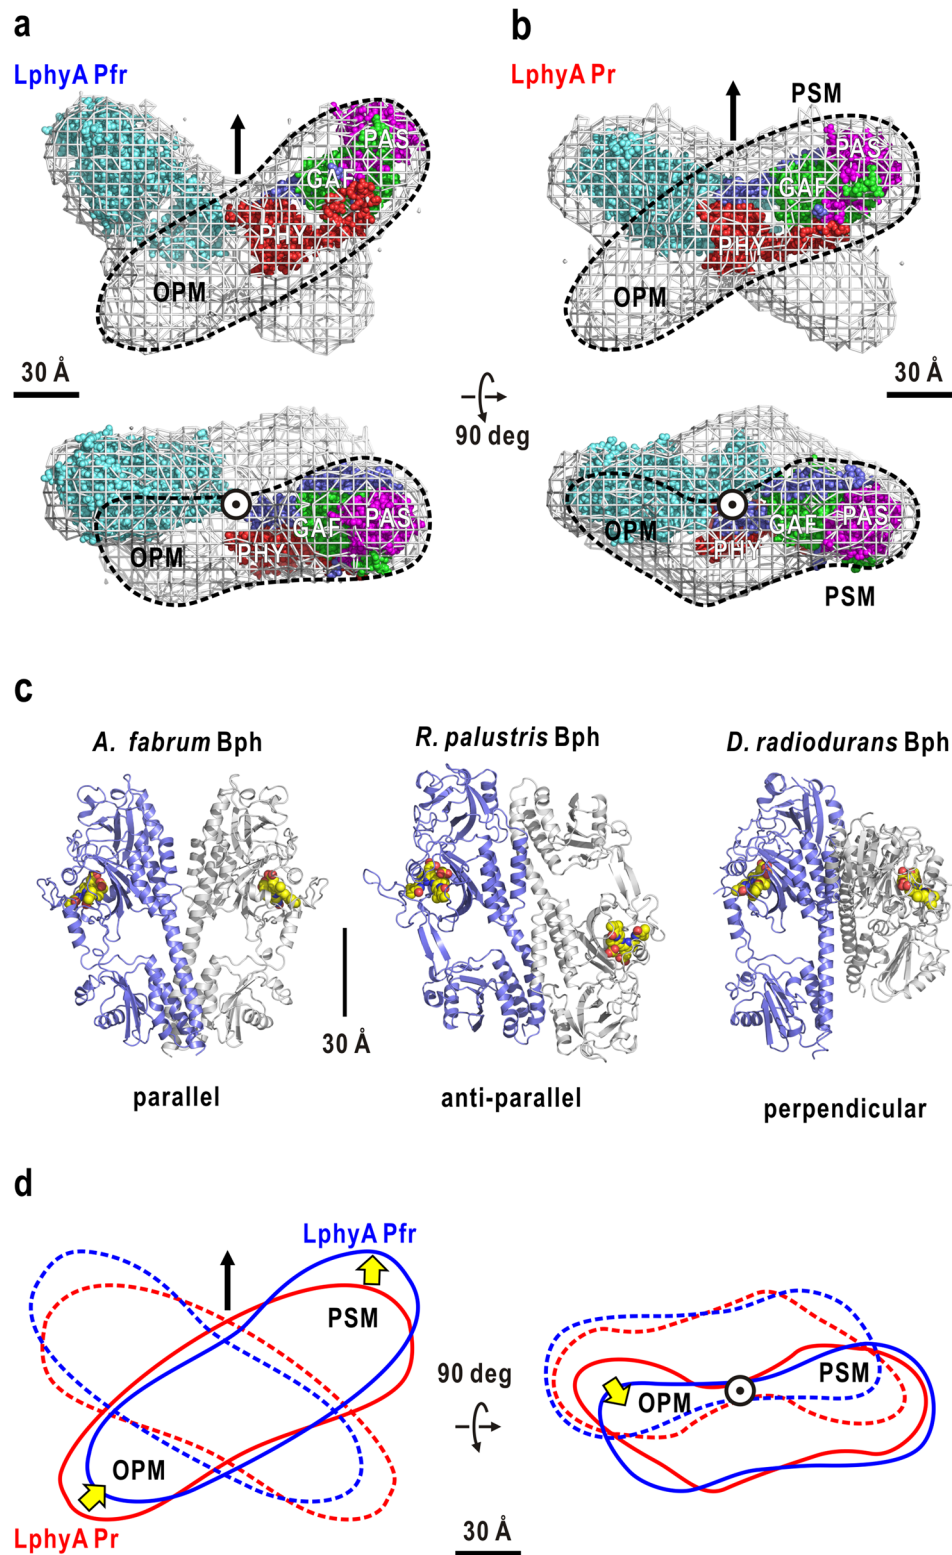 a
b
LphyA Pfr
LphyA Pr
PSM
PAS
GAF
PHY
OPM
PAS
GAF
PHY
OPM
30 Å
90 deg
30 Å
GAF
PAS
PHY
OPM
GAF
PAS
PHY
OPM
PSM
c
A. fabrum Bph
R. palustris Bph
D. radiodurans Bph
30 Å
parallel
anti-parallel
perpendicular
d
LphyA Pfr
PSM
OPM
LphyA Pr
90 deg
PSM
OPM
30 Å